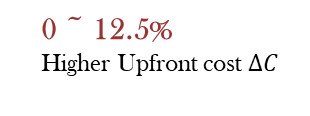 0 ~ 12.5%
Higher Upfront cost Δ𝐶